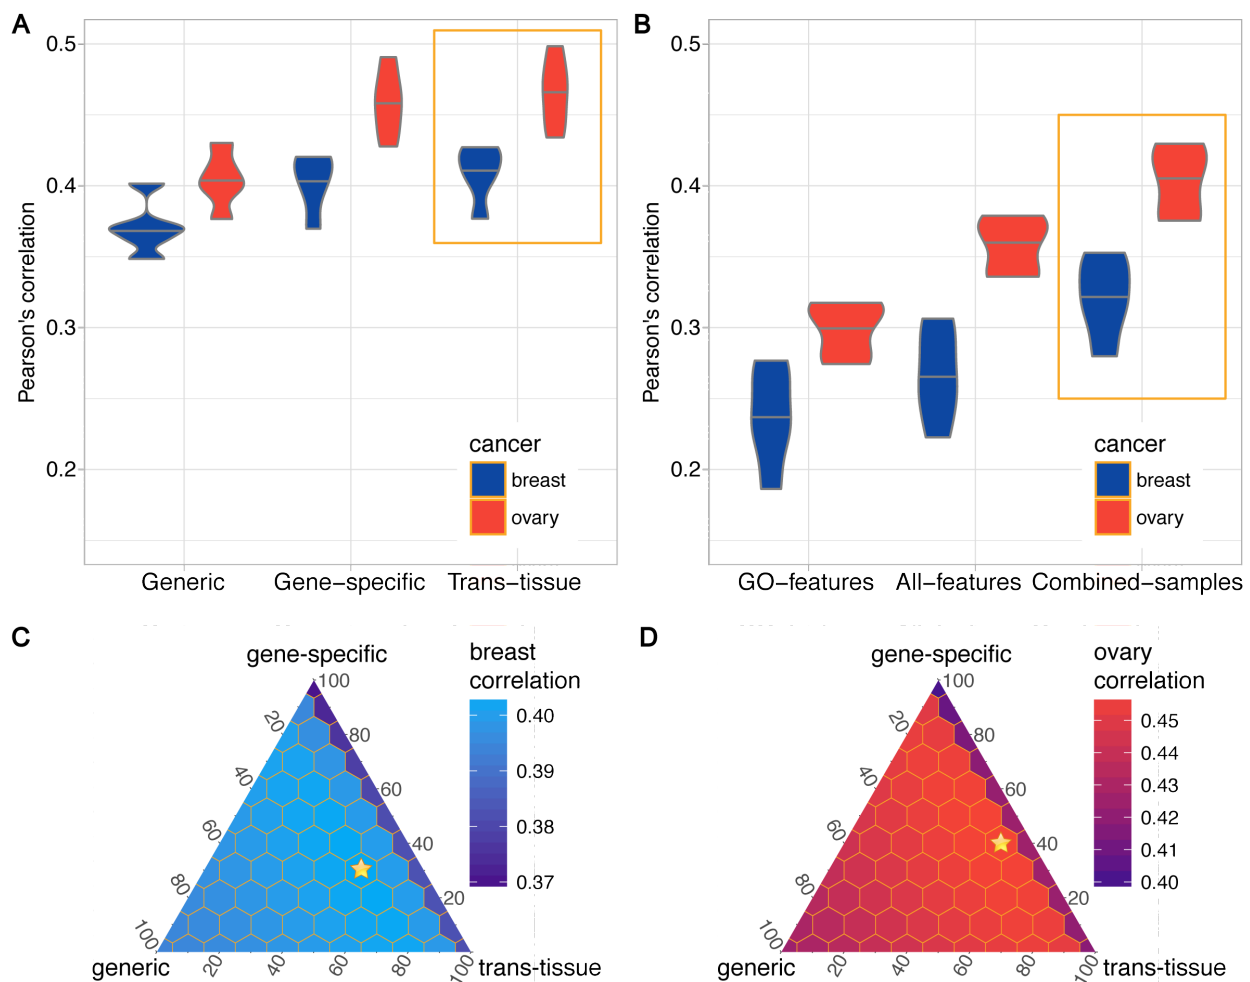 A
0.5
0.4
0.3
0.2
Pearson's correlation
cancer
breast
ovary
Generic
Gene−specific
Trans−tissue
B
0.5
0.4
0.3
0.2
Pearson's correlation
cancer
breast
ovary
GO−features
All−features
Combined−samples
C
gene-specific
100
80
60
40
20
20
40
60
80
100
generic
20
40
60
80
100
trans-tissue
breast
correlation
0.40
0.39
0.38
0.37
D
gene-specific
100
80
60
40
20
20
40
60
80
100
generic
20
40
60
80
100
trans-tissue
ovary
correlation
0.45
0.44
0.43
0.42
0.41
0.40